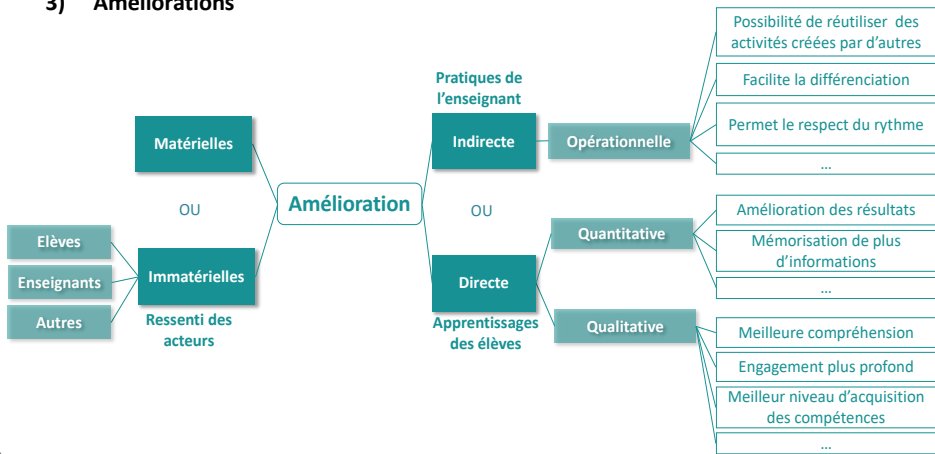 3) Améliorations
Possibilité de réutiliser des
activités créées par d'autres
Facilite la différenciation
Permet le respect du rythme
…
Pratiques de
l'enseignant
Indirecte
Opérationnelle
Matérielles
OU
Amélioration
OU
Elèves
Enseignants
Autres
Immatérielles
Ressenti des
acteurs
Directe
Apprentissages
des élèves
Quantitative
Amélioration des résultats
Mémorisation de plus
d'informations
…
Qualitative
Meilleure compréhension
Engagement plus profond
Meilleur niveau d'acquisition
des compétences
…